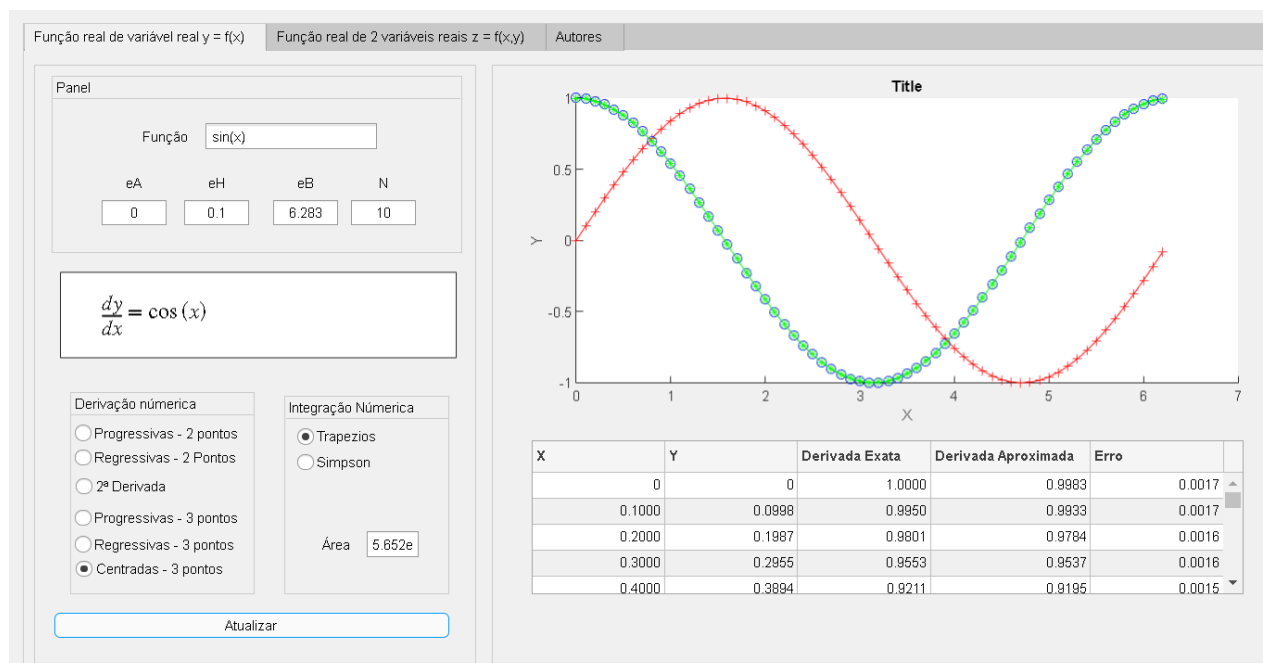 Função real de variável real y = f(x) Função real de 2 variáveis reais z = f(x,y) Autores
Panel
Função sin(x)
eA eH eB N
0 0.1 6.283 10
dy/dx = cos (x)
Derivação númerica
Progressivas - 2 pontos
Regressivas - 2 Pontos
2ª Derivada
Progressivas - 3 pontos
Regressivas - 3 pontos
Centradas - 3 pontos
Integração Númerica
Trapezios
Simpson
Área 5.652e
Atualizar
Title
1
0.5
0
-0.5
-1
Y
0 1 2 3 4 5 6 7
X
X Y Derivada Exata Derivada Aproximada Erro
0 0 1.0000 0.9983 0.0017
0.1000 0.0998 0.9950 0.9933 0.0017
0.2000 0.1987 0.9801 0.9784 0.0016
0.3000 0.2955 0.9553 0.9537 0.0016
0.4000 0.3894 0.9211 0.9195 0.0015